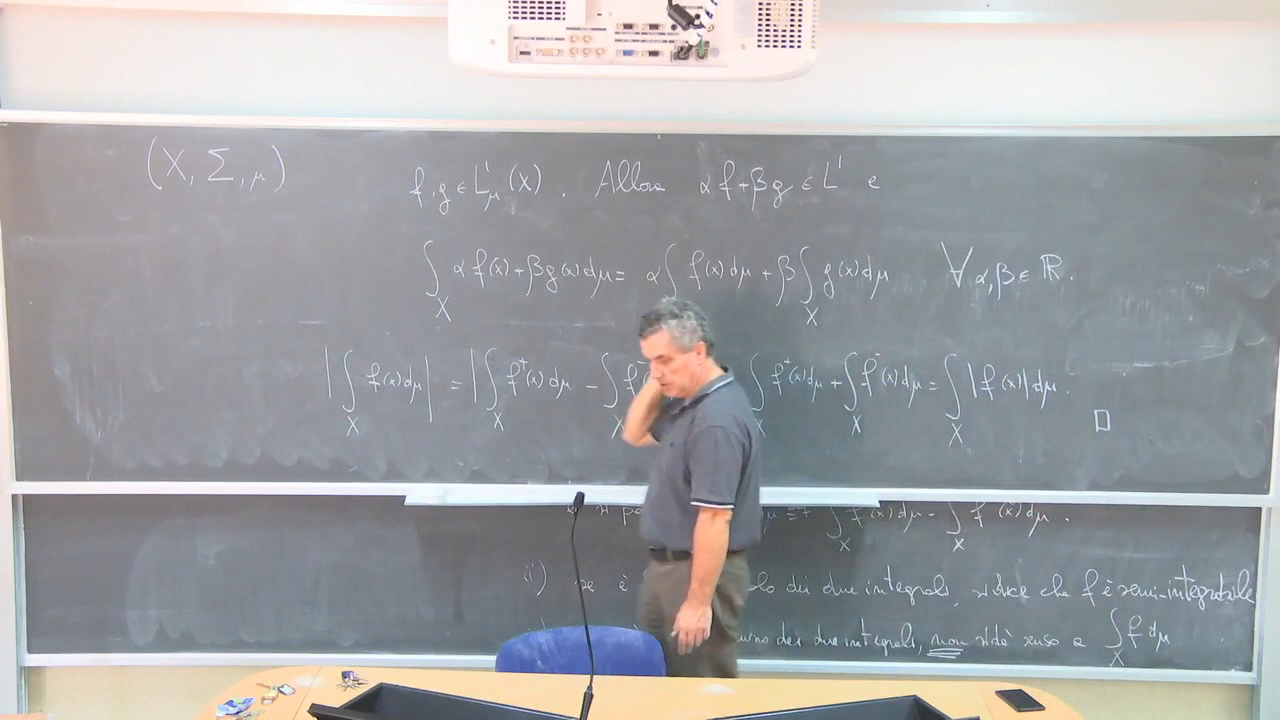 (X, Σ, μ)
f, g ∈ L¹_μ(X). Allora αf + βg ∈ L¹ e
∫_X αf(x) + βg(x) dμ = α∫ f(x) dμ + β∫_X g(x) dμ ∀ α, β ∈ ℝ.
|∫_X f(x) dμ| = |∫_X f⁺(x) dμ − ∫_X f⁻ ∫_X f⁺(x) dμ + ∫_X f⁻(x) dμ = ∫_X |f(x)| dμ. □
dμ ≝ ∫_X f⁺(x) dμ − ∫_X f⁻(x) dμ.
ii) se è dei due integrali, si dice che f è semi-integrabile
dei due integrali, non si dà senso a ∫_X f dμ